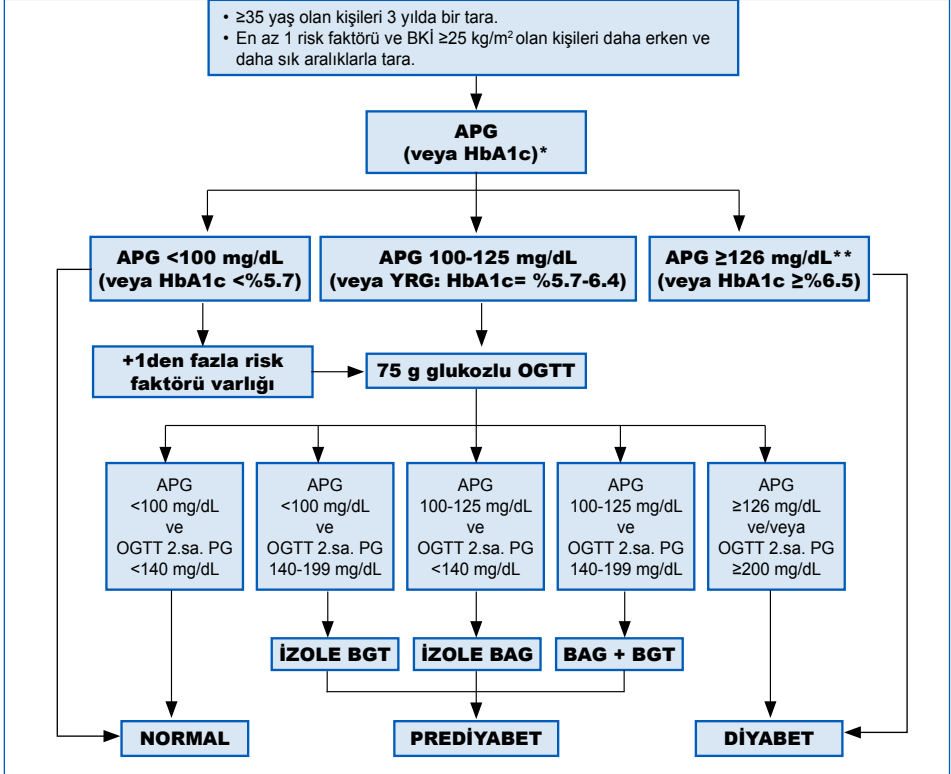 • ≥35 yaş olan kişileri 3 yılda bir tara.
• En az 1 risk faktörü ve BKİ ≥25 kg/m² olan kişileri daha erken ve
daha sık aralıklarla tara.
APG
(veya HbA1c)*
APG <100 mg/dL
(veya HbA1c <%5.7)
APG 100-125 mg/dL
(veya YRG: HbA1c= %5.7-6.4)
APG ≥126 mg/dL**
(veya HbA1c ≥%6.5)
+1den fazla risk
faktörü varlığı
75 g glukozlu OGTT
APG
<100 mg/dL
ve
OGTT 2.sa. PG
<140 mg/dL
APG
<100 mg/dL
ve
OGTT 2.sa. PG
140-199 mg/dL
APG
100-125 mg/dL
ve
OGTT 2.sa. PG
<140 mg/dL
APG
100-125 mg/dL
ve
OGTT 2.sa. PG
140-199 mg/dL
APG
≥126 mg/dL
ve/veya
OGTT 2.sa. PG
≥200 mg/dL
İZOLE BGT
İZOLE BAG
BAG + BGT
NORMAL
PREDİYABET
DİYABET